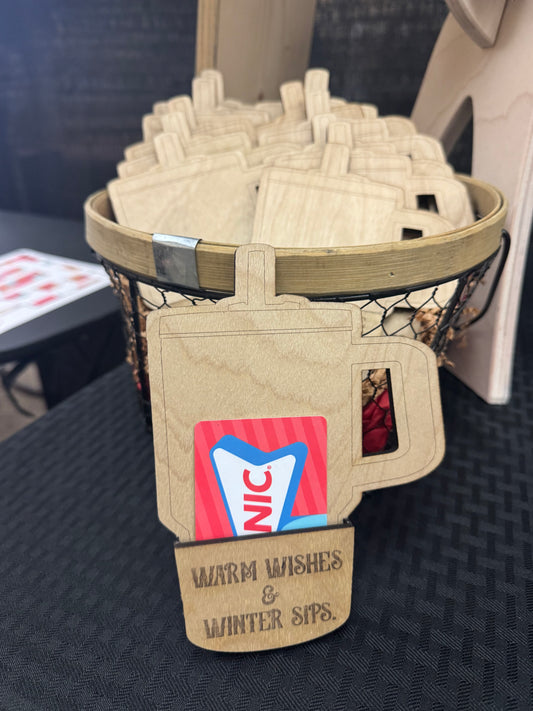 NIC
WARM WISHES
&
WINTER SIPS.